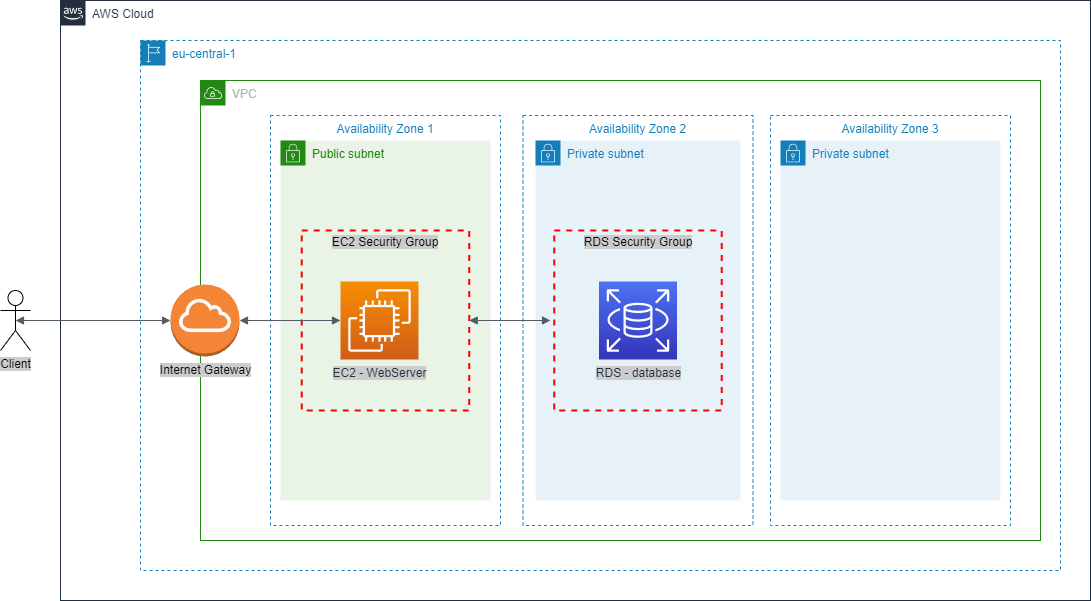 aws
AWS Cloud
eu-central-1
VPC
Availability Zone 1
Availability Zone 2
Availability Zone 3
Public subnet
Private subnet
Private subnet
EC2 Security Group
RDS Security Group
Client
Internet Gateway
EC2 - WebServer
RDS - database